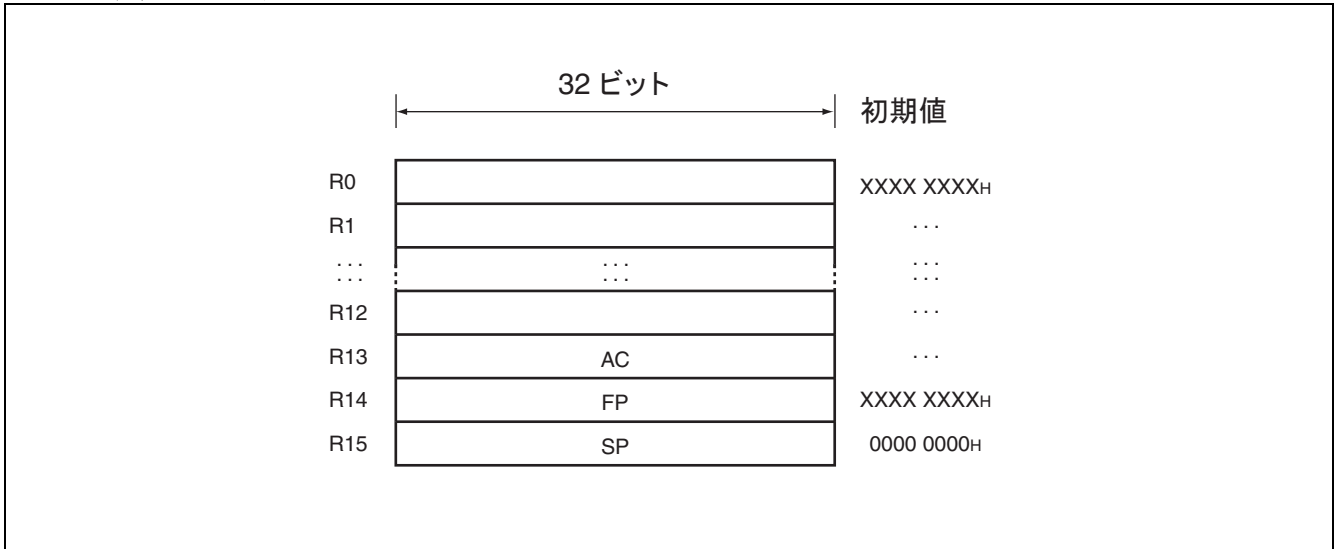 32 ビット 初期値
R0 XXXX XXXXH
R1 ...
... ... ...
... ... ...
R12 ...
R13 AC ...
R14 FP XXXX XXXXH
R15 SP 0000 0000H